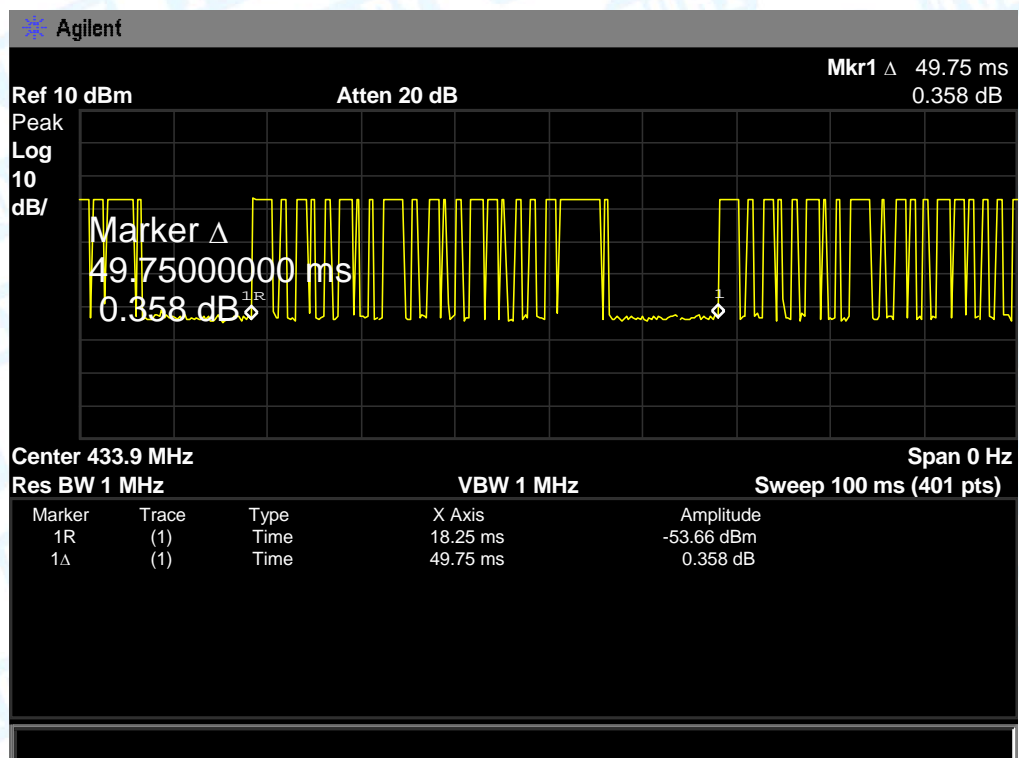 Agilent
Mkr1 Δ 49.75 ms
Ref 10 dBm Atten 20 dB 0.358 dB
Peak
Log
10
dB/
Marker Δ
49.75000000 ms
0.358 dB
1R
1
Center 433.9 MHz Span 0 Hz
Res BW 1 MHz VBW 1 MHz Sweep 100 ms (401 pts)
Marker Trace Type X Axis Amplitude
1R (1) Time 18.25 ms -53.66 dBm
1Δ (1) Time 49.75 ms 0.358 dB